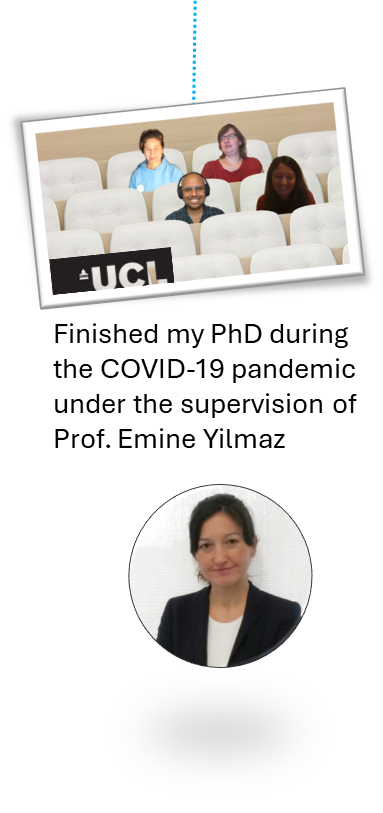 UCL
Finished my PhD during
the COVID-19 pandemic
under the supervision of
Prof. Emine Yilmaz